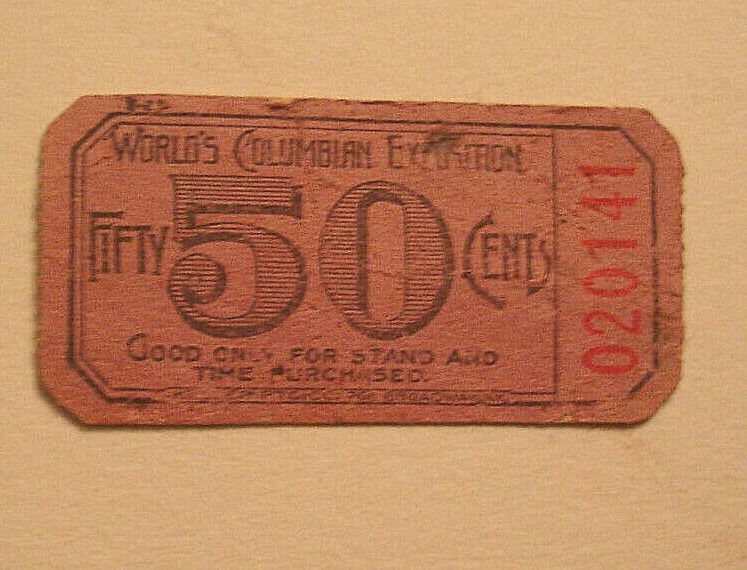 WORLD'S COLUMBIAN EXPOSITION
FIFTY 50 CENTS
GOOD ONLY FOR STAND AND
TIME PURCHASED.
020141